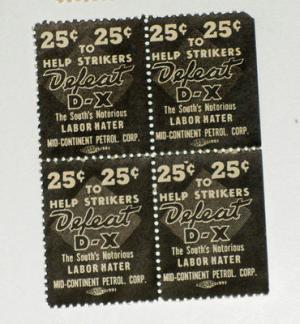 25¢ 25¢
TO
HELP STRIKERS
Defeat
D-X
The South's Notorious
LABOR HATER
MID-CONTINENT PETROL. CORP.
25¢ 25¢
TO
HELP STRIKERS
Defeat
D-X
The South's Notorious
LABOR HATER
MID-CONTINENT PETROL. CORP.
25¢ 25¢
TO
HELP STRIKERS
Defeat
D-X
The South's Notorious
LABOR HATER
MID-CONTINENT PETROL. CORP.
25¢ 25¢
TO
HELP STRIKERS
Defeat
D-X
The South's Notorious
LABOR HATER
MID-CONTINENT PETROL. CORP.